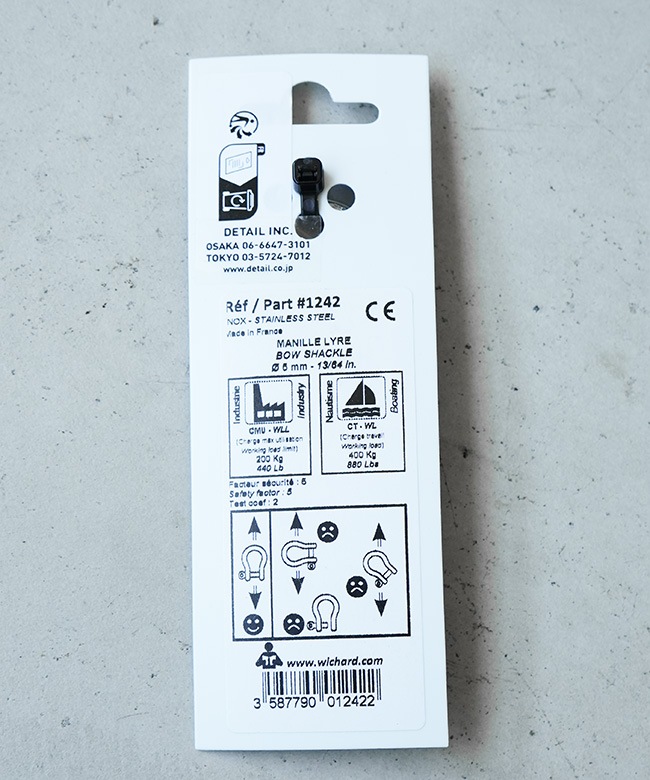 DETAIL INC.
OSAKA 06-6647-3101
TOKYO 03-5724-7012
www.detail.co.jp
Réf / Part #1242
INOX - STAINLESS STEEL
Made in France
CE
MANILLE LYRE
BOW SHACKLE
Ø 5 mm - 13/64 in.
Industrie
Industry
CMU - WLL
(Charge max utilisation
Working load limit)
200 Kg
440 Lb
Nautisme
Boating
CT - WL
(Charge travail
Working load)
400 Kg
880 Lbs
Facteur sécurité : 5
Safety factor : 5
Test coef : 2
www.wichard.com
3 587790 012422